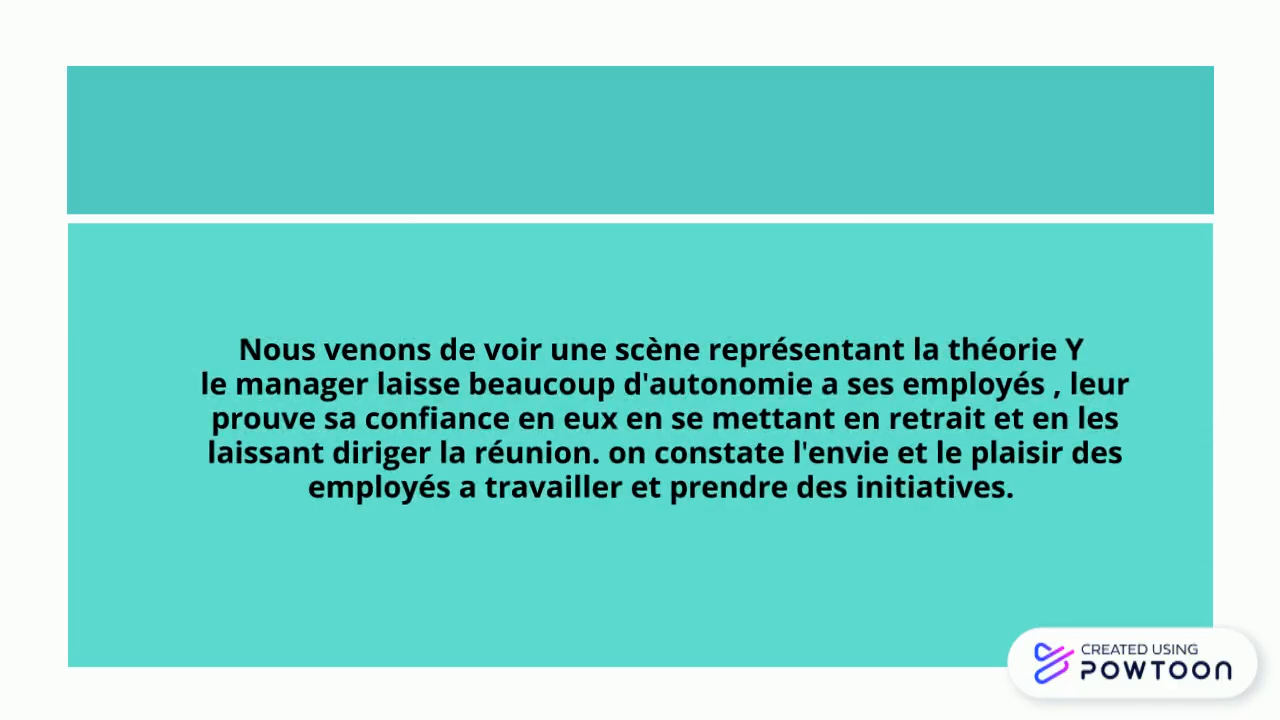 Nous venons de voir une scène représentant la théorie Y
le manager laisse beaucoup d'autonomie a ses employés , leur
prouve sa confiance en eux en se mettant en retrait et en les
laissant diriger la réunion. on constate l'envie et le plaisir des
employés a travailler et prendre des initiatives.
CREATED USING
POWTOON